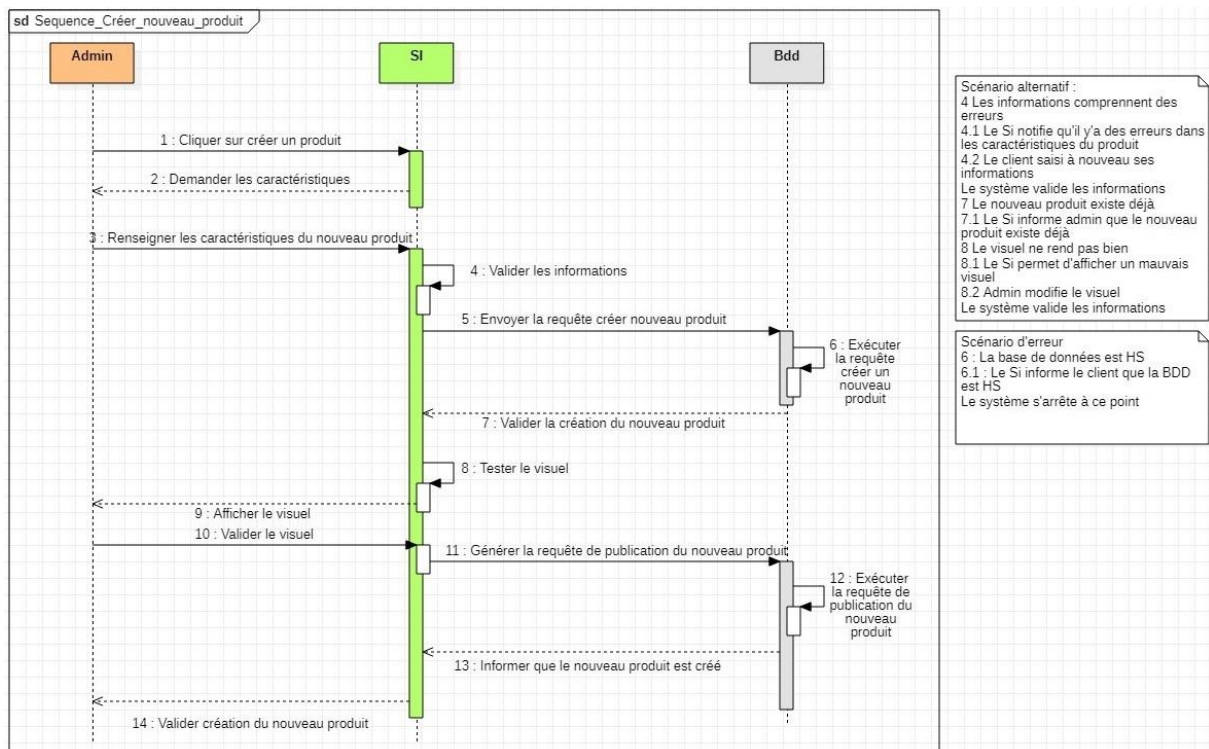 sd Sequence_Créer_nouveau_produit
Admin
SI
Bdd
1 : Cliquer sur créer un produit
2 : Demander les caractéristiques
3 : Renseigner les caractéristiques du nouveau produit
4 : Valider les informations
5 : Envoyer la requête créer nouveau produit
6 : Exécuter
la requête
créer un
nouveau
produit
7 : Valider la création du nouveau produit
8 : Tester le visuel
9 : Afficher le visuel
10 : Valider le visuel
11 : Générer la requête de publication du nouveau produit
12 : Exécuter
la requête de
publication du
nouveau
produit
13 : Informer que le nouveau produit est créé
14 : Valider création du nouveau produit
Scénario alternatif :
4 Les informations comprennent des
erreurs
4.1 Le Si notifie qu'il y'a des erreurs dans
les caractéristiques du produit
4.2 Le client saisi à nouveau ses
informations
Le système valide les informations
7 Le nouveau produit existe déjà
7.1 Le Si informe admin que le nouveau
produit existe déjà
8 Le visuel ne rend pas bien
8.1 Le Si permet d'afficher un mauvais
visuel
8.2 Admin modifie le visuel
Le système valide les informations
Scénario d'erreur
6 : La base de données est HS
6.1 : Le Si informe le client que la BDD
est HS
Le système s'arrête à ce point